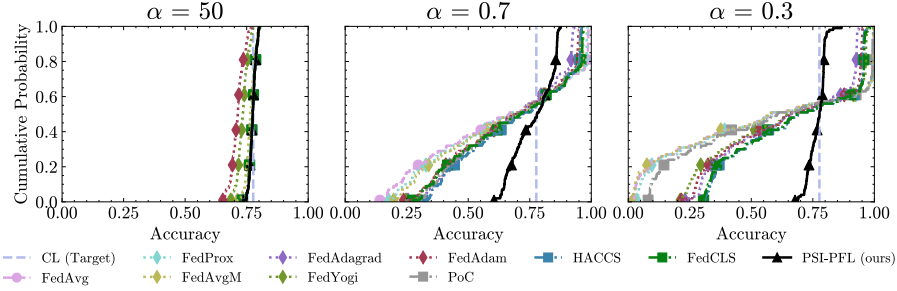 α = 50 α = 0.7 α = 0.3
Cumulative Probability
1.0
0.8
0.6
0.4
0.2
0.0
0.00 0.25 0.50 0.75 1.00 0.00 0.25 0.50 0.75 1.00 0.00 0.25 0.50 0.75 1.00
Accuracy Accuracy Accuracy
CL (Target) FedProx FedAdagrad FedAdam HACCS FedCLS PSI-PFL (ours)
FedAvg FedAvgM FedYogi PoC